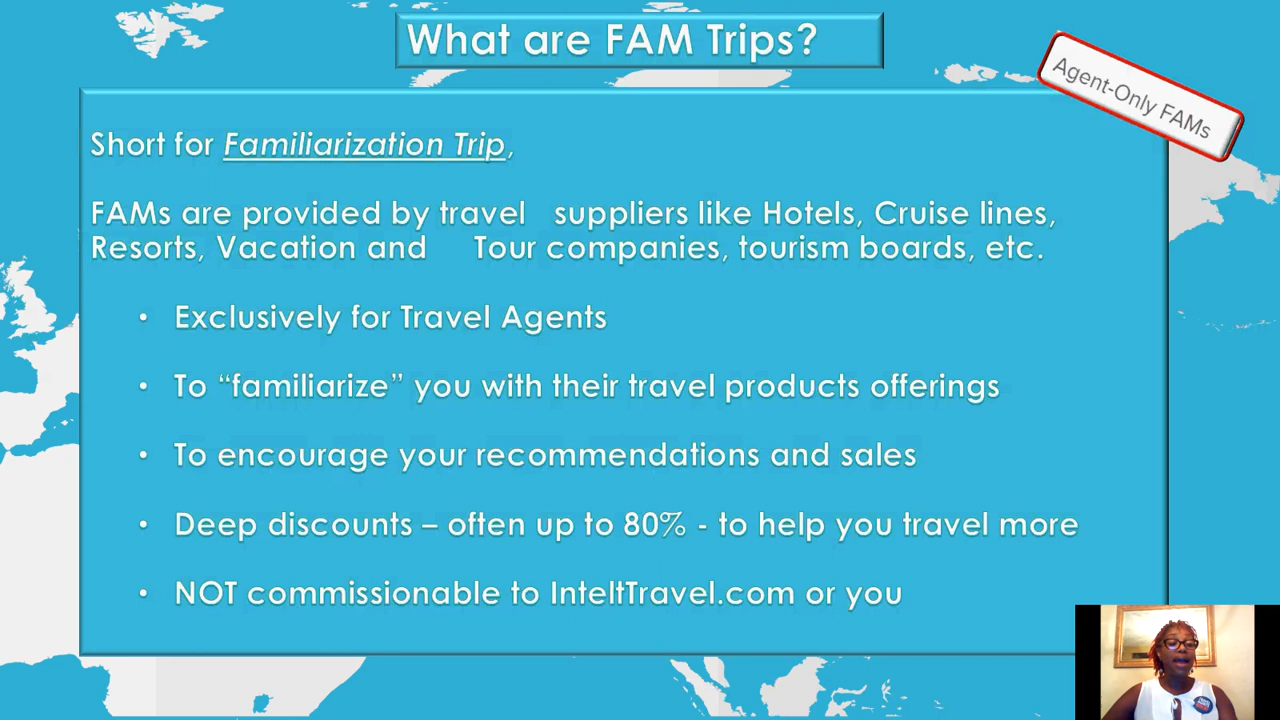 What are FAM Trips?
Agent-Only FAMs
Short for Familiarization Trip,
FAMs are provided by travel suppliers like Hotels, Cruise lines,
Resorts, Vacation and Tour companies, tourism boards, etc.
• Exclusively for Travel Agents
• To “familiarize” you with their travel products offerings
• To encourage your recommendations and sales
• Deep discounts – often up to 80% - to help you travel more
• NOT commissionable to InteltTravel.com or you